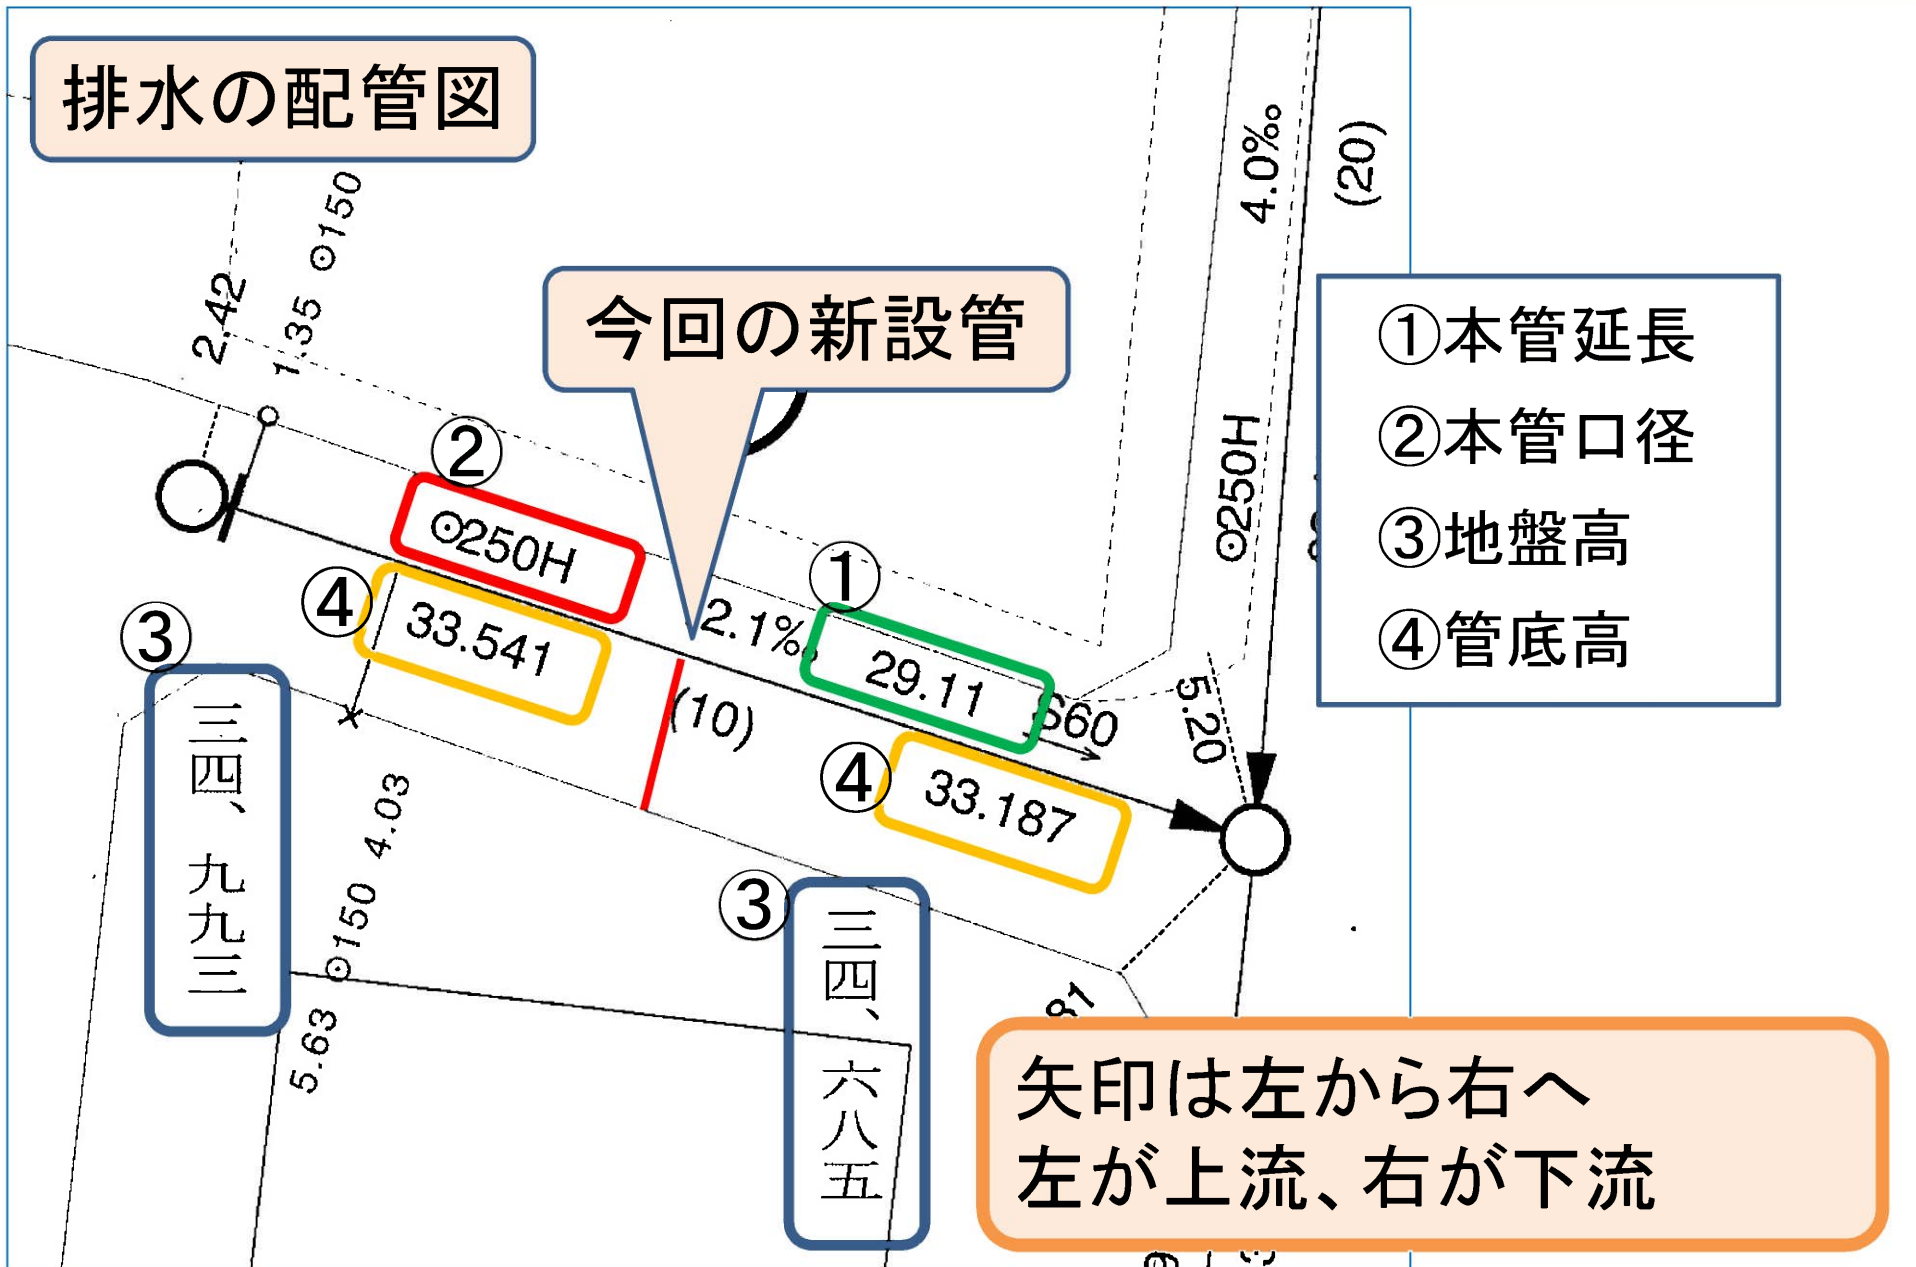 排水の配管図
2.42
1.35 ⊙150
今回の新設管
4.0‰
(20)
⊙250H
①本管延長
②本管口径
③地盤高
④管底高
②
⊙250H
①
2.1‰
29.11
S60
5.20
④
33.541
(10)
④
33.187
③
三四、九九三
⊙150 4.03
5.63
③
三四、六八五
81
矢印は左から右へ
左が上流、右が下流